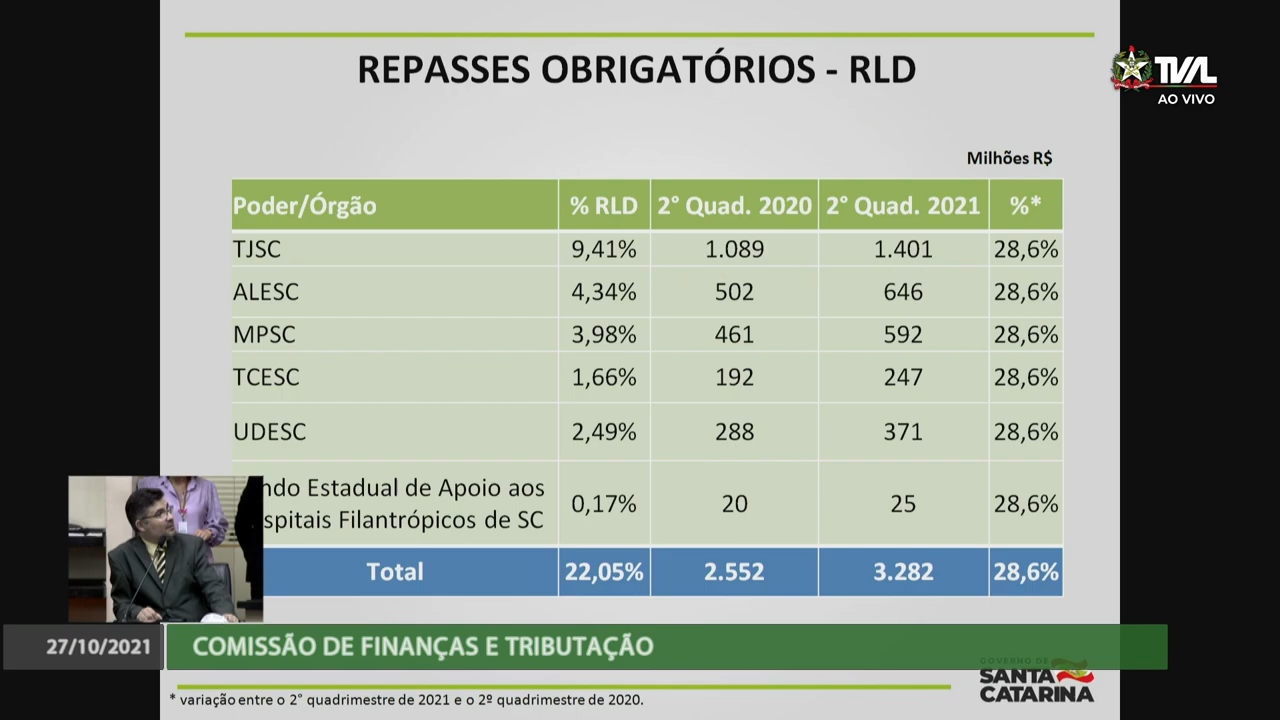 REPASSES OBRIGATÓRIOS - RLD
TVAL
AO VIVO
Milhões R$
Poder/Órgão % RLD 2° Quad. 2020 2° Quad. 2021 %*
TJSC 9,41% 1.089 1.401 28,6%
ALESC 4,34% 502 646 28,6%
MPSC 3,98% 461 592 28,6%
TCESC 1,66% 192 247 28,6%
UDESC 2,49% 288 371 28,6%
ndo Estadual de Apoio aos
spitais Filantrópicos de SC 0,17% 20 25 28,6%
Total 22,05% 2.552 3.282 28,6%
27/10/2021 COMISSÃO DE FINANÇAS E TRIBUTAÇÃO
GOVERNO DE
SANTA
CATARINA
* variação entre o 2° quadrimestre de 2021 e o 2º quadrimestre de 2020.